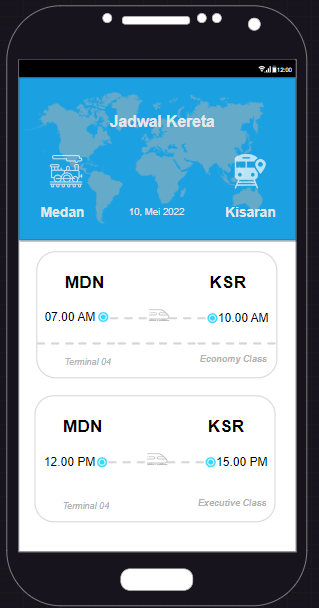 12:00
Jadwal Kereta
Medan 10, Mei 2022 Kisaran
MDN KSR
07.00 AM 10.00 AM
Terminal 04 Economy Class
MDN KSR
12.00 PM 15.00 PM
Terminal 04 Executive Class